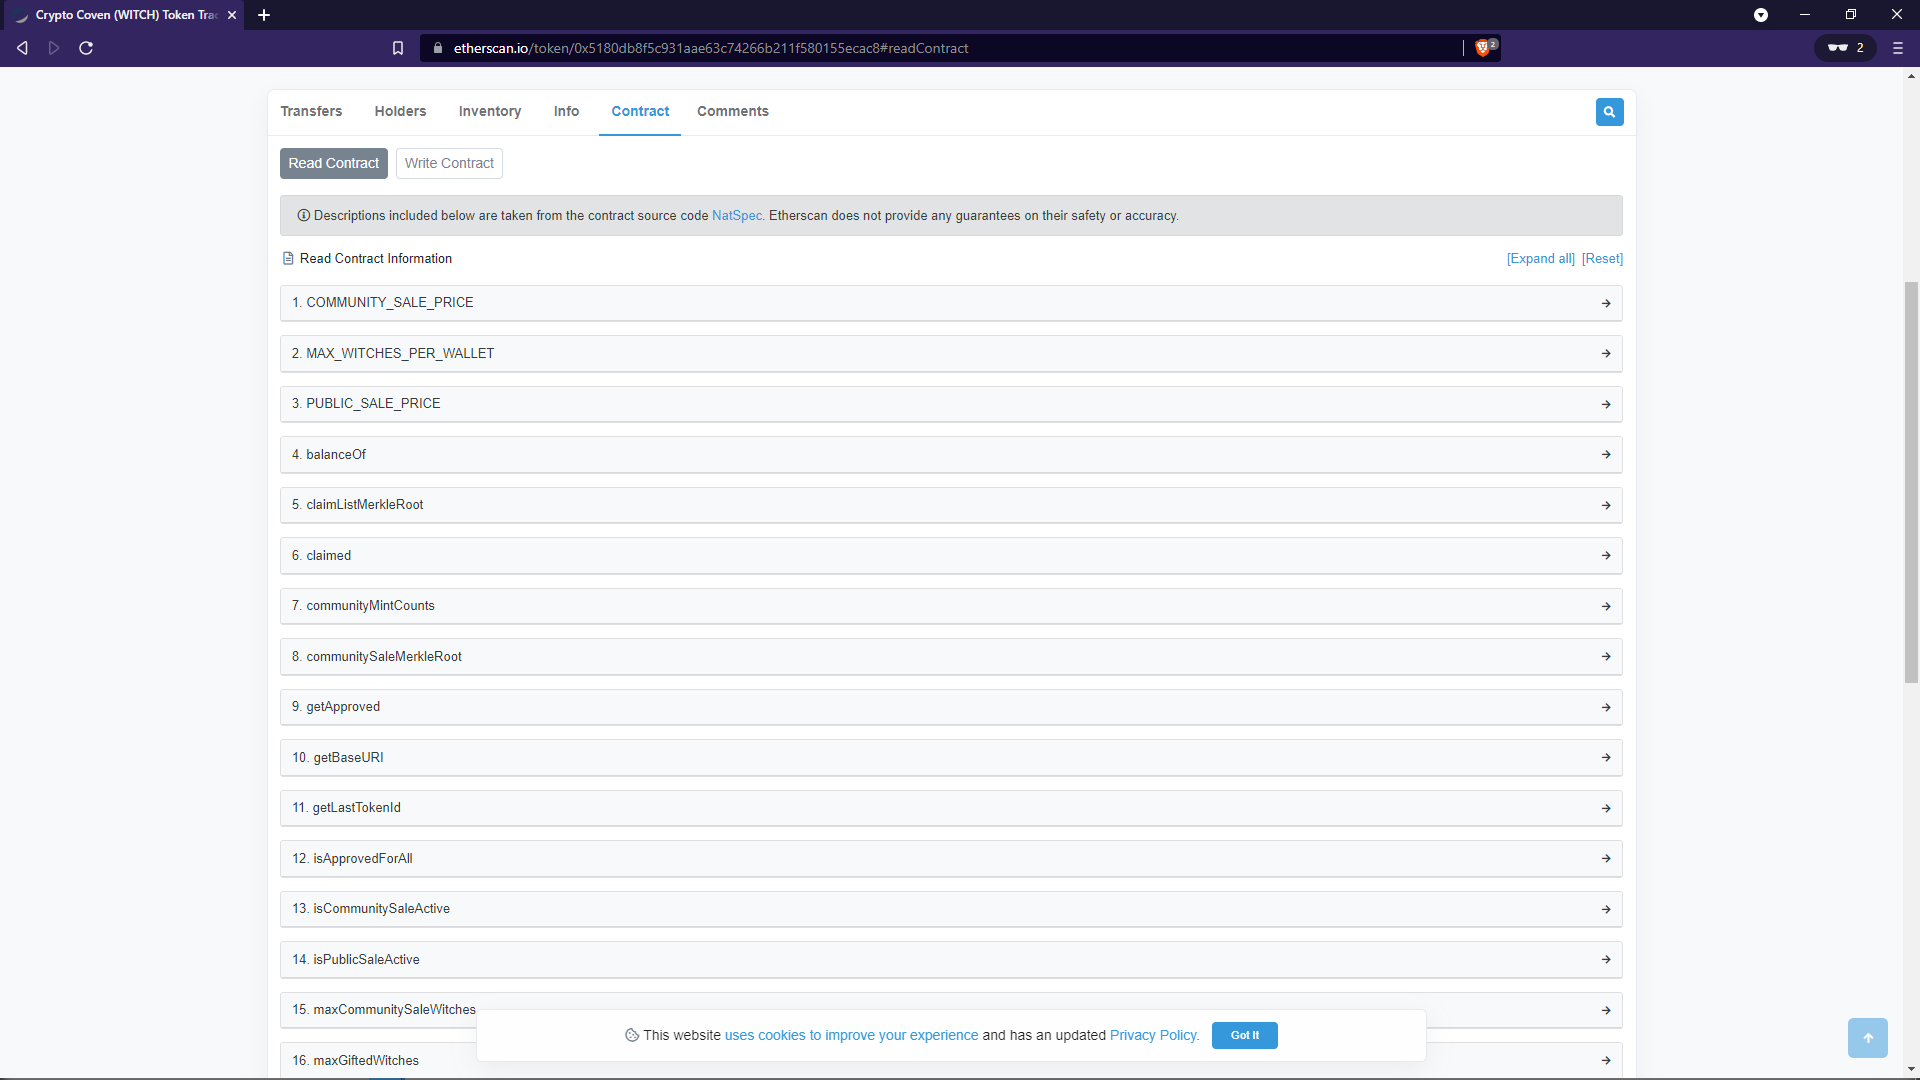 Crypto Coven (WITCH) Token Tra
etherscan.io/token/0x5180db8f5c931aae63c74266b211f580155ecac8#readContract
2
2
Transfers Holders Inventory Info Contract Comments
Read Contract Write Contract
Descriptions included below are taken from the contract source code NatSpec. Etherscan does not provide any guarantees on their safety or accuracy.
Read Contract Information [Expand all] [Reset]
1. COMMUNITY_SALE_PRICE
2. MAX_WITCHES_PER_WALLET
3. PUBLIC_SALE_PRICE
4. balanceOf
5. claimListMerkleRoot
6. claimed
7. communityMintCounts
8. communitySaleMerkleRoot
9. getApproved
10. getBaseURI
11. getLastTokenId
12. isApprovedForAll
13. isCommunitySaleActive
14. isPublicSaleActive
15. maxCommunitySaleWitches
This website uses cookies to improve your experience and has an updated Privacy Policy. Got It
16. maxGiftedWitches